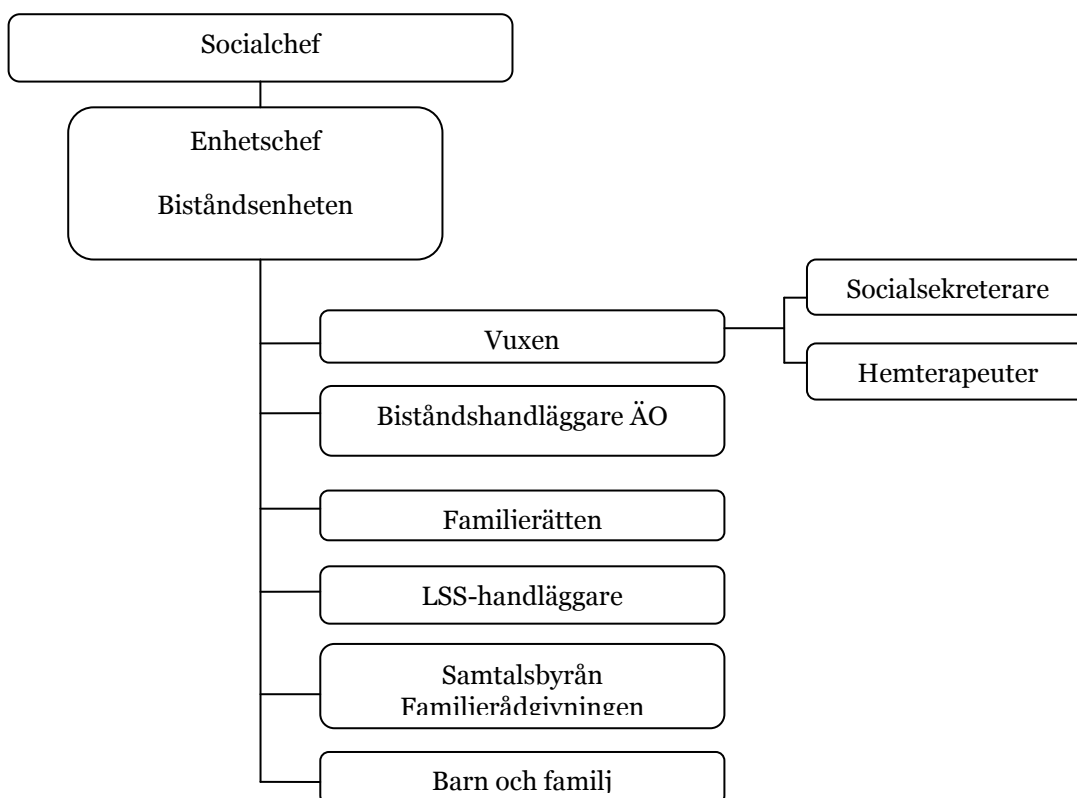 Socialchef
Enhetschef
Biståndsenheten
Socialsekreterare
Vuxen
Hemterapeuter
Biståndshandläggare ÄO
Familjerätten
LSS-handläggare
Samtalsbyrån
Familjerådgivningen
Barn och familj